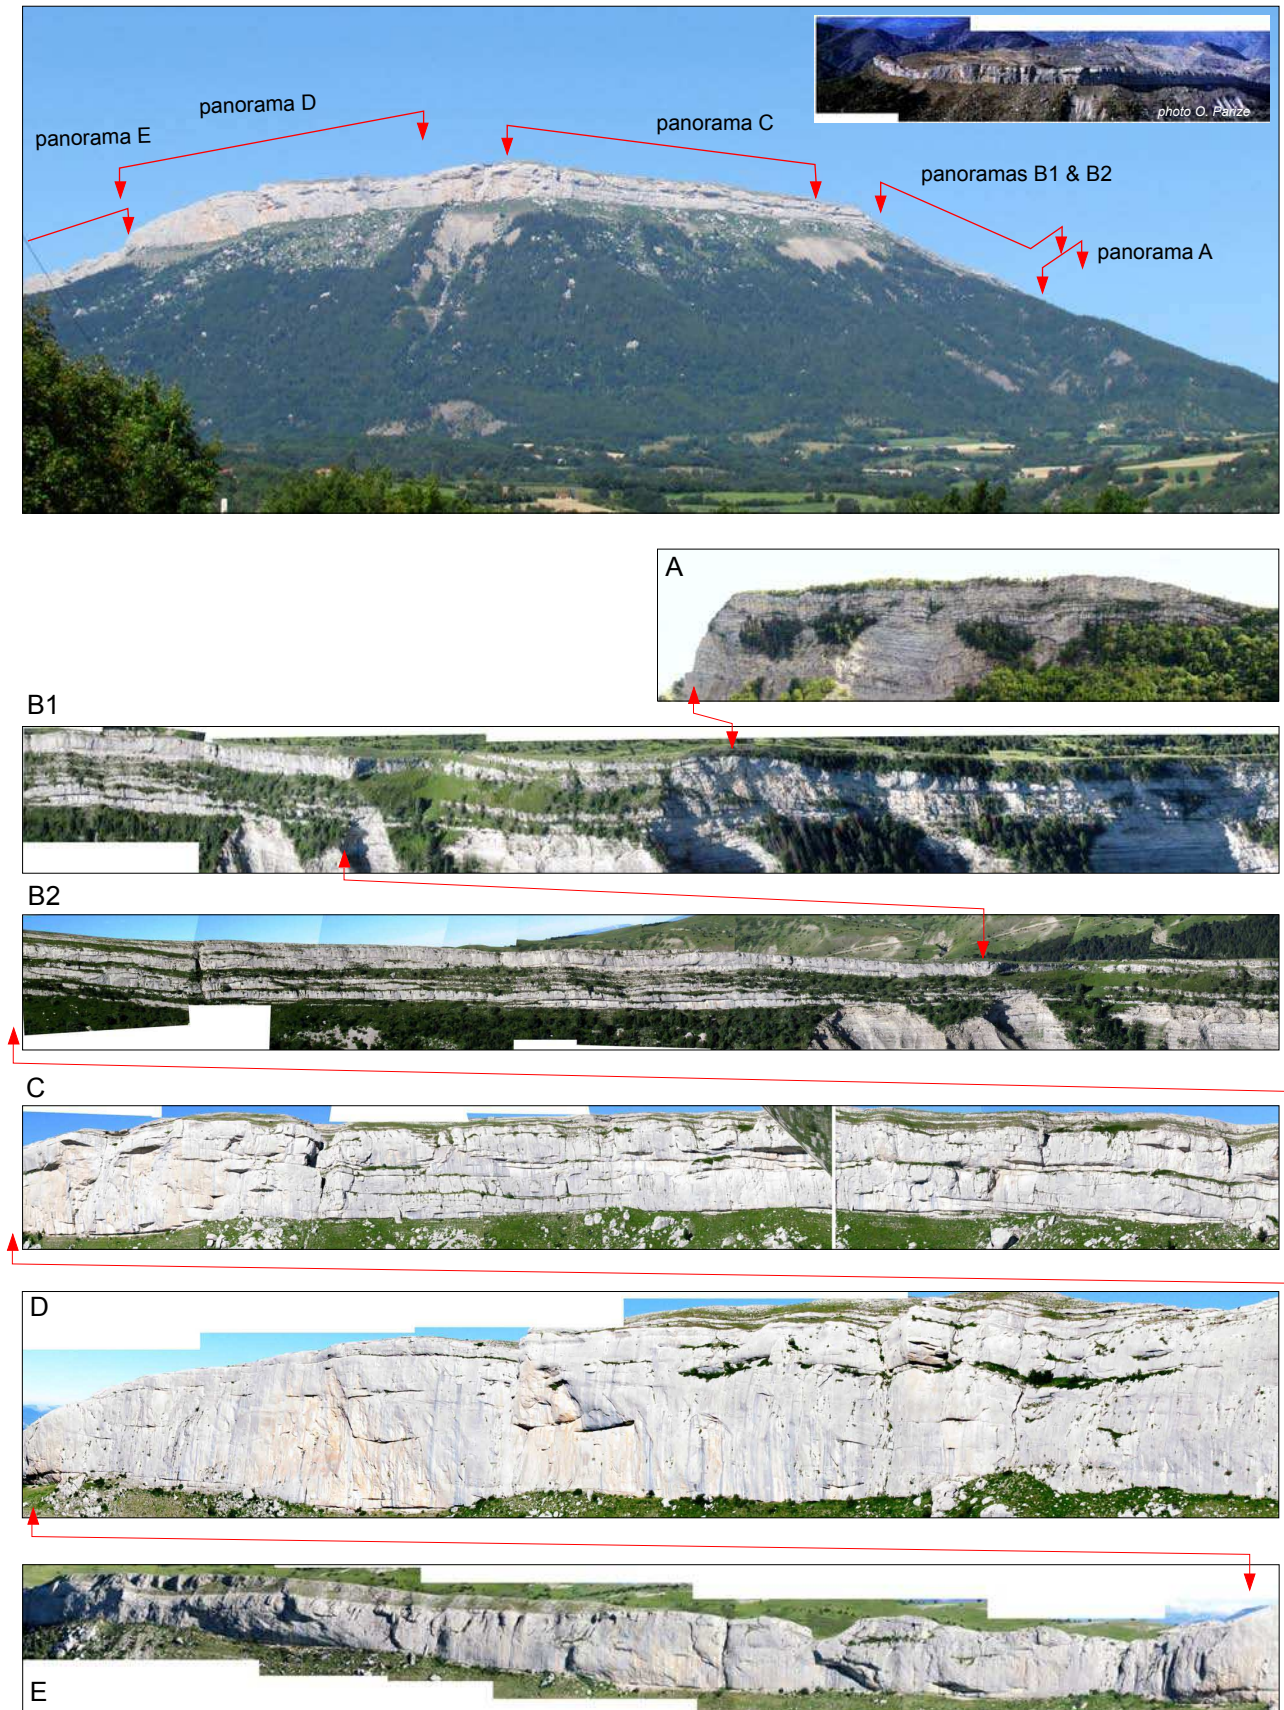 photo O. Parize
panorama D
panorama C
panorama E
panoramas B1 & B2
panorama A
A
B1
B2
C
D
E